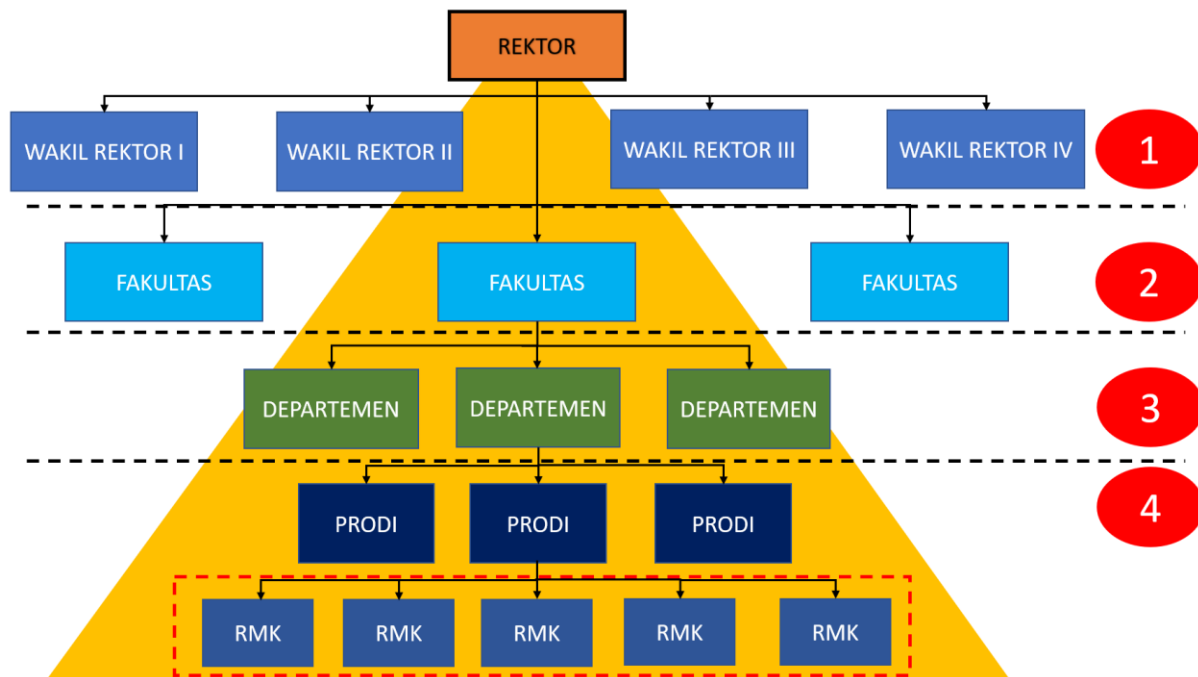 REKTOR
WAKIL REKTOR I
WAKIL REKTOR II
WAKIL REKTOR III
WAKIL REKTOR IV
1
FAKULTAS
FAKULTAS
FAKULTAS
2
DEPARTEMEN
DEPARTEMEN
DEPARTEMEN
3
PRODI
PRODI
PRODI
4
RMK
RMK
RMK
RMK
RMK